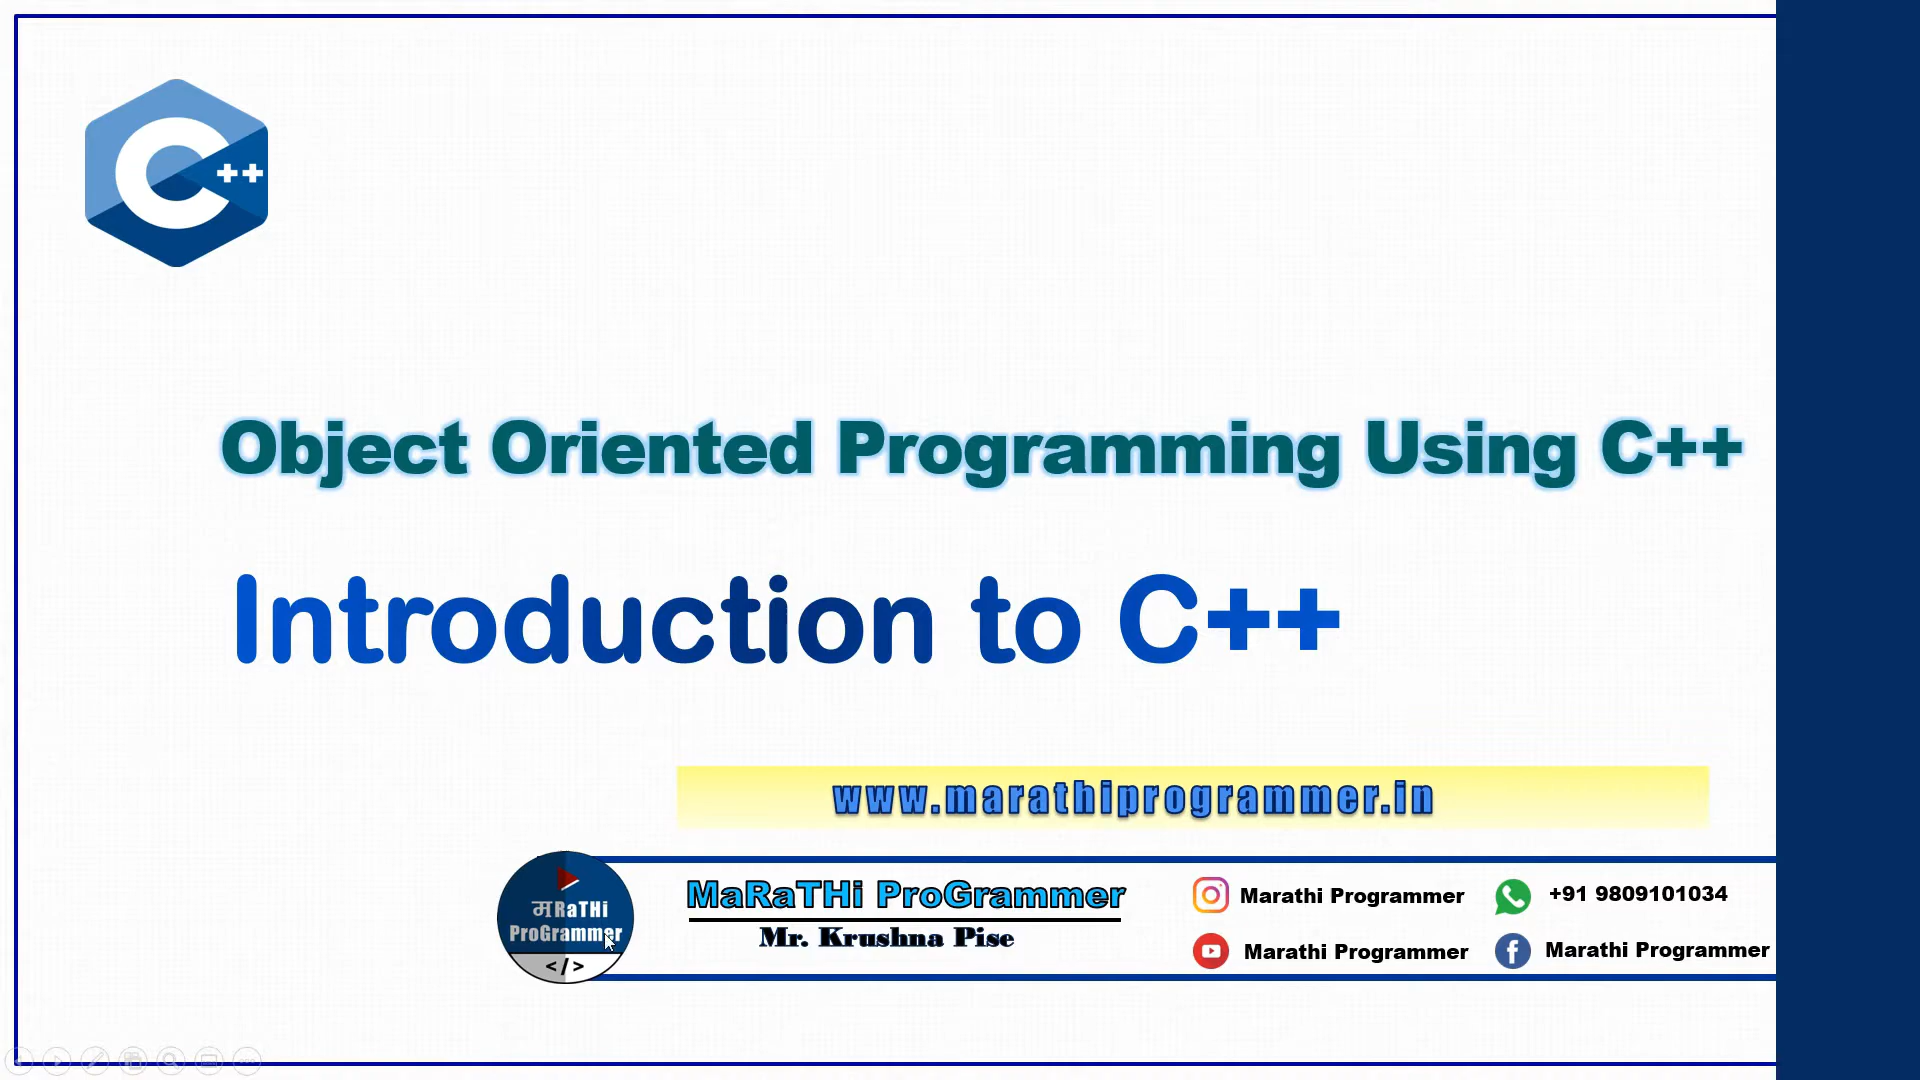 C++
Object Oriented Programming Using C++
Introduction to C++
www.marathiprogrammer.in
मRaTHi
ProGrammer
</>
MaRaTHi ProGrammer
Mr. Krushna Pise
Marathi Programmer
+91 9809101034
Marathi Programmer
Marathi Programmer